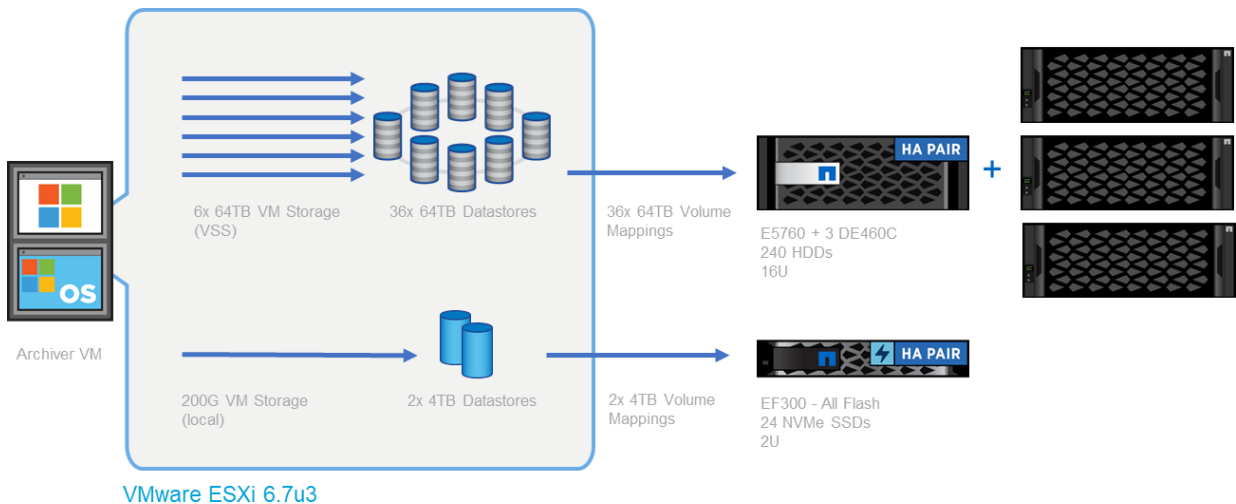 HA PAIR
+
6x 64TB VM Storage
(VSS)
36x 64TB Datastores
36x 64TB Volume
Mappings
E5760 + 3 DE460C
240 HDDs
16U
OS
Archiver VM
HA PAIR
200G VM Storage
(local)
2x 4TB Datastores
2x 4TB Volume
Mappings
EF300 - All Flash
24 NVMe SSDs
2U
VMware ESXi 6.7u3